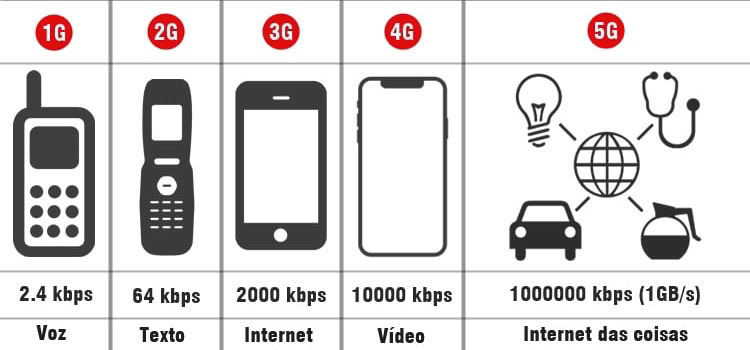 1G 2G 3G 4G 5G
2.4 kbps 64 kbps 2000 kbps 10000 kbps 1000000 kbps (1GB/s)
Voz Texto Internet Vídeo Internet das coisas